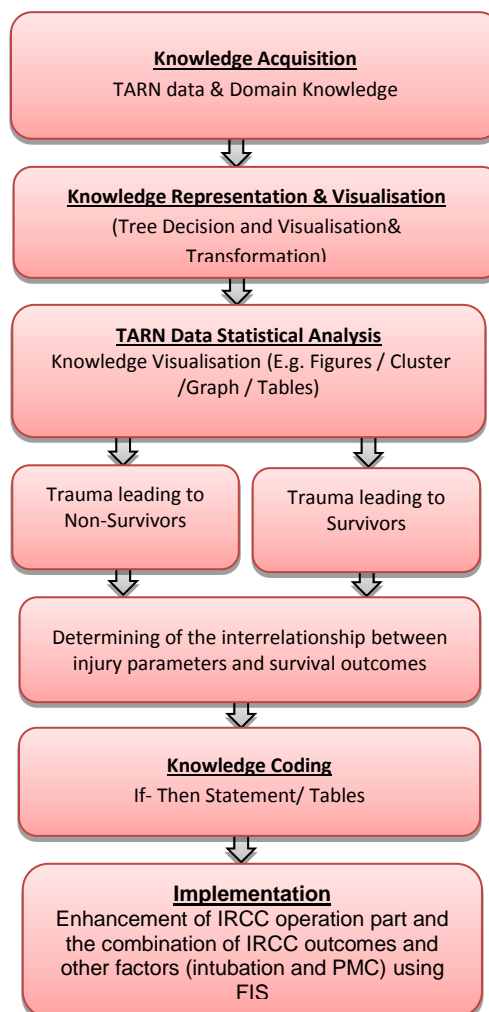 Knowledge Acquisition
TARN data & Domain Knowledge
Knowledge Representation & Visualisation
(Tree Decision and Visualisation&
Transformation)
TARN Data Statistical Analysis
Knowledge Visualisation (E.g. Figures / Cluster
/Graph / Tables)
Trauma leading to
Non-Survivors
Trauma leading to
Survivors
Determining of the interrelationship between
injury parameters and survival outcomes
Knowledge Coding
If- Then Statement/ Tables
Implementation
Enhancement of IRCC operation part and
the combination of IRCC outcomes and
other factors (intubation and PMC) using
FIS